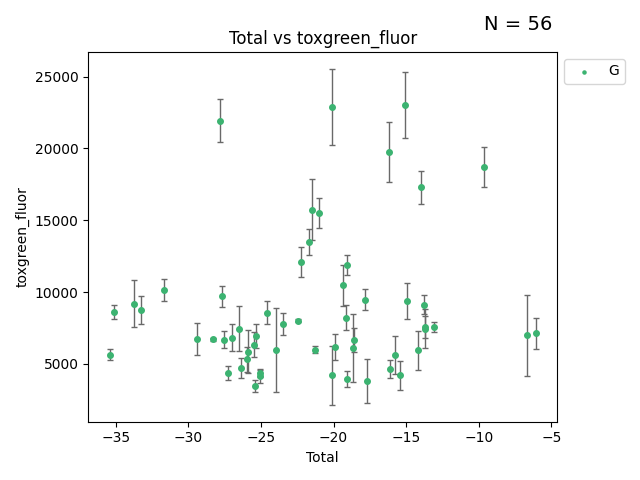 N = 56
Total vs toxgreen_fluor
G
25000
20000
15000
10000
5000
toxgreen_fluor
−35 −30 −25 −20 −15 −10 −5
Total